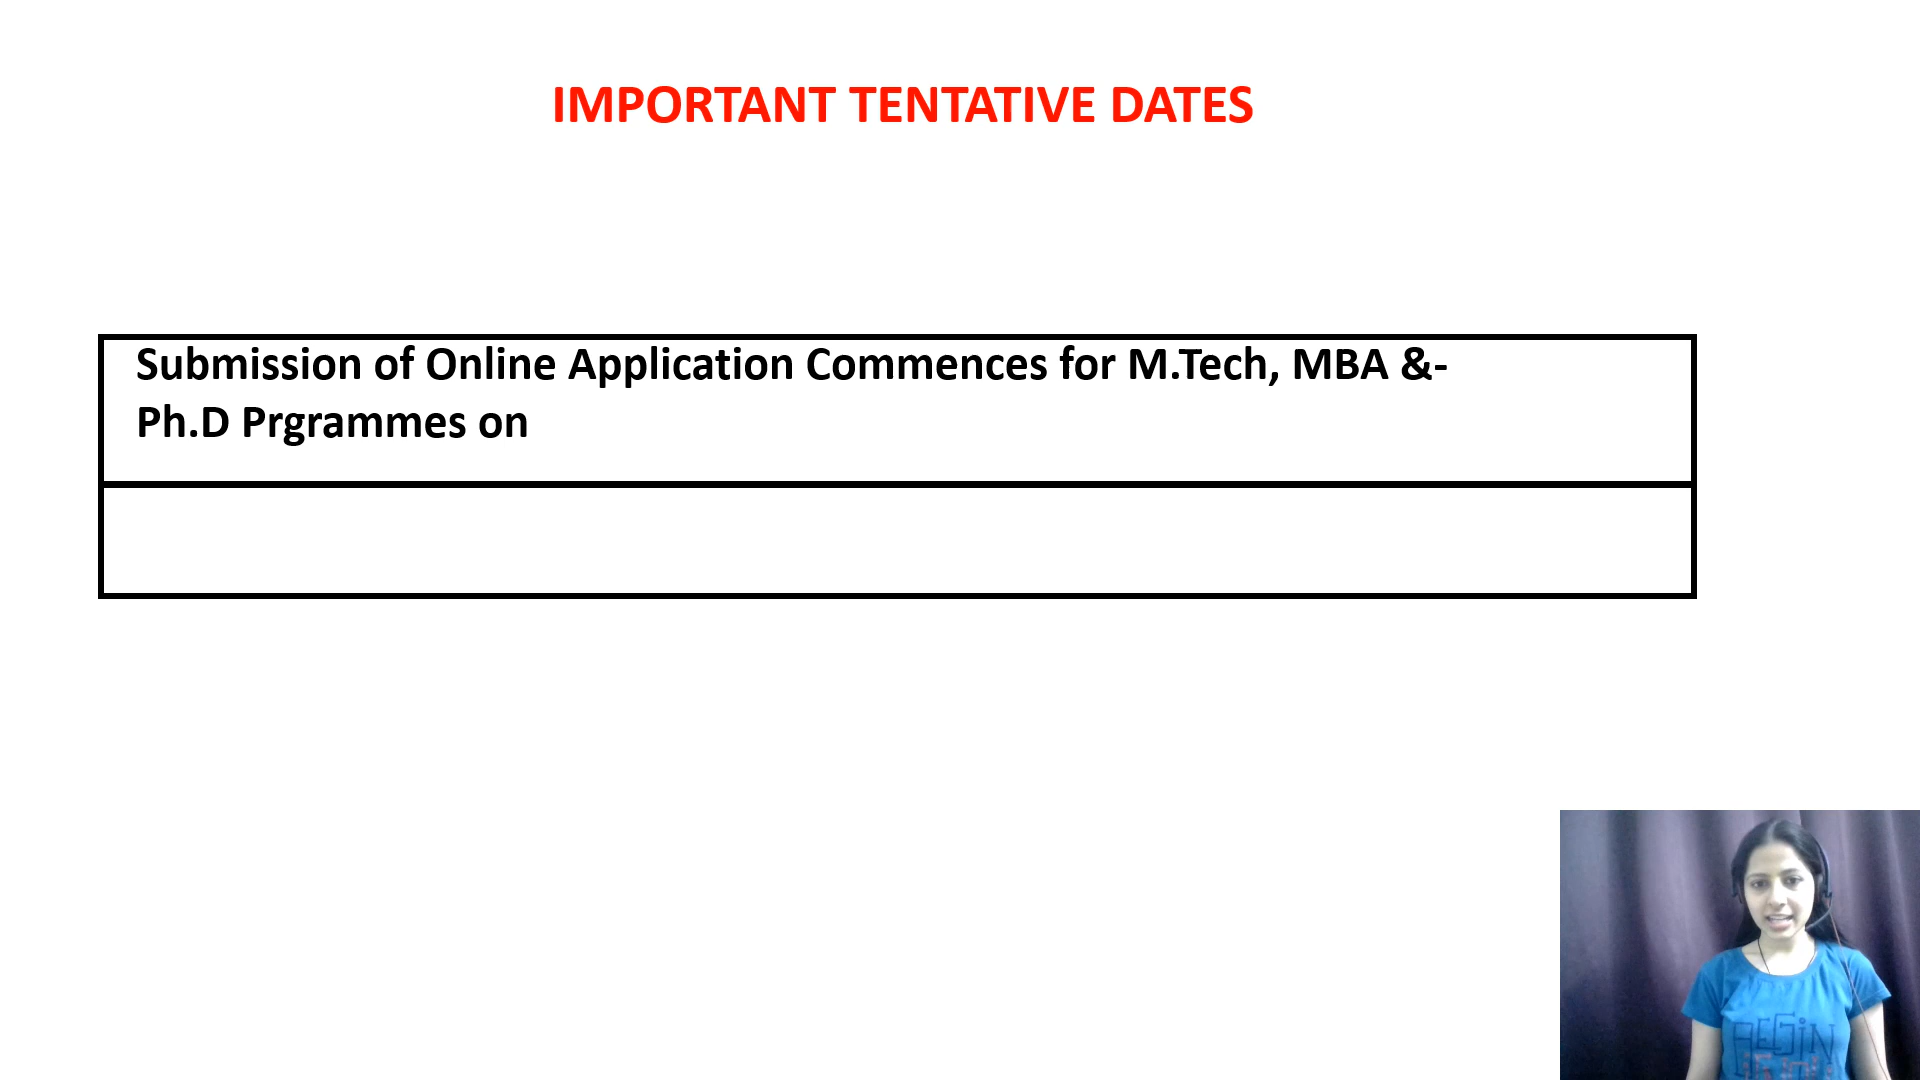 IMPORTANT TENTATIVE DATES
Submission of Online Application Commences for M.Tech, MBA &-
Ph.D Prgrammes on